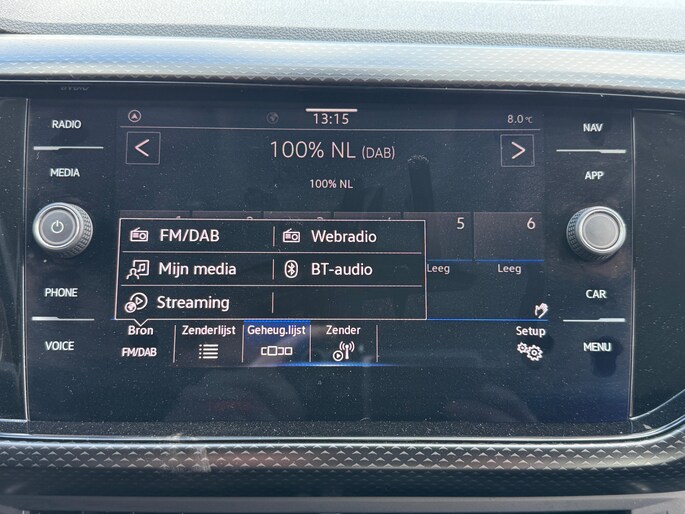 RADIO
MEDIA
PHONE
VOICE
13:15
8.0°C
<
100% NL (DAB)
>
100% NL
5
6
Leeg
Leeg
FM/DAB
Webradio
Mijn media
BT-audio
Streaming
Bron
FM/DAB
Zenderlijst
Geheug.lijst
Zender
Setup
NAV
APP
CAR
MENU